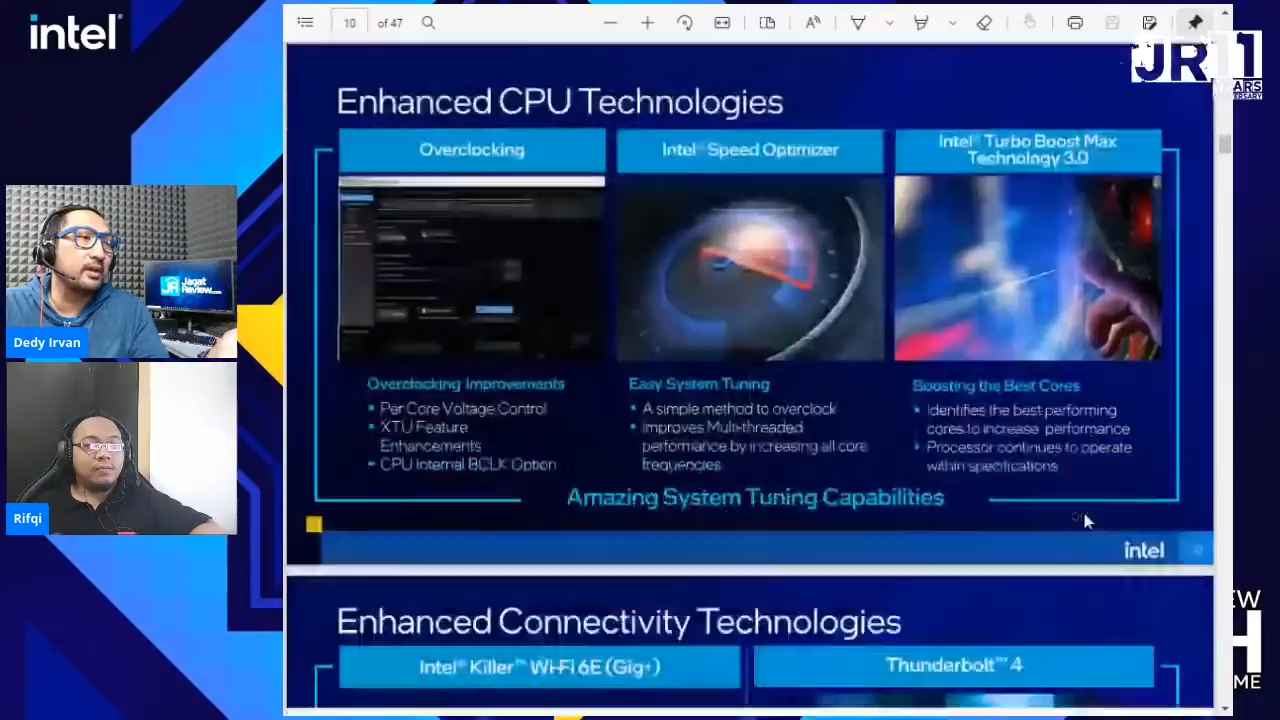 intel
10 of 47
JR11
Enhanced CPU Technologies
Overclocking
Intel® Speed Optimizer
Intel® Turbo Boost Max
Technology 3.0
Jagat
Review.com
Dedy Irvan
Rifqi
Overclocking Improvements
Per Core Voltage Control
XTU Feature
Enhancements
CPU Internal BCLK Option
Easy System Tuning
A simple method to overclock
Improves Multi-threaded
performance by increasing all core
frequencies
Boosting the Best Cores
Identifies the best performing
cores to increase performance
Processor continues to operate
within specifications
Amazing System Tuning Capabilities
intel
Enhanced Connectivity Technologies
Intel® Killer™ Wi-Fi 6E (Gig+)
Thunderbolt™ 4